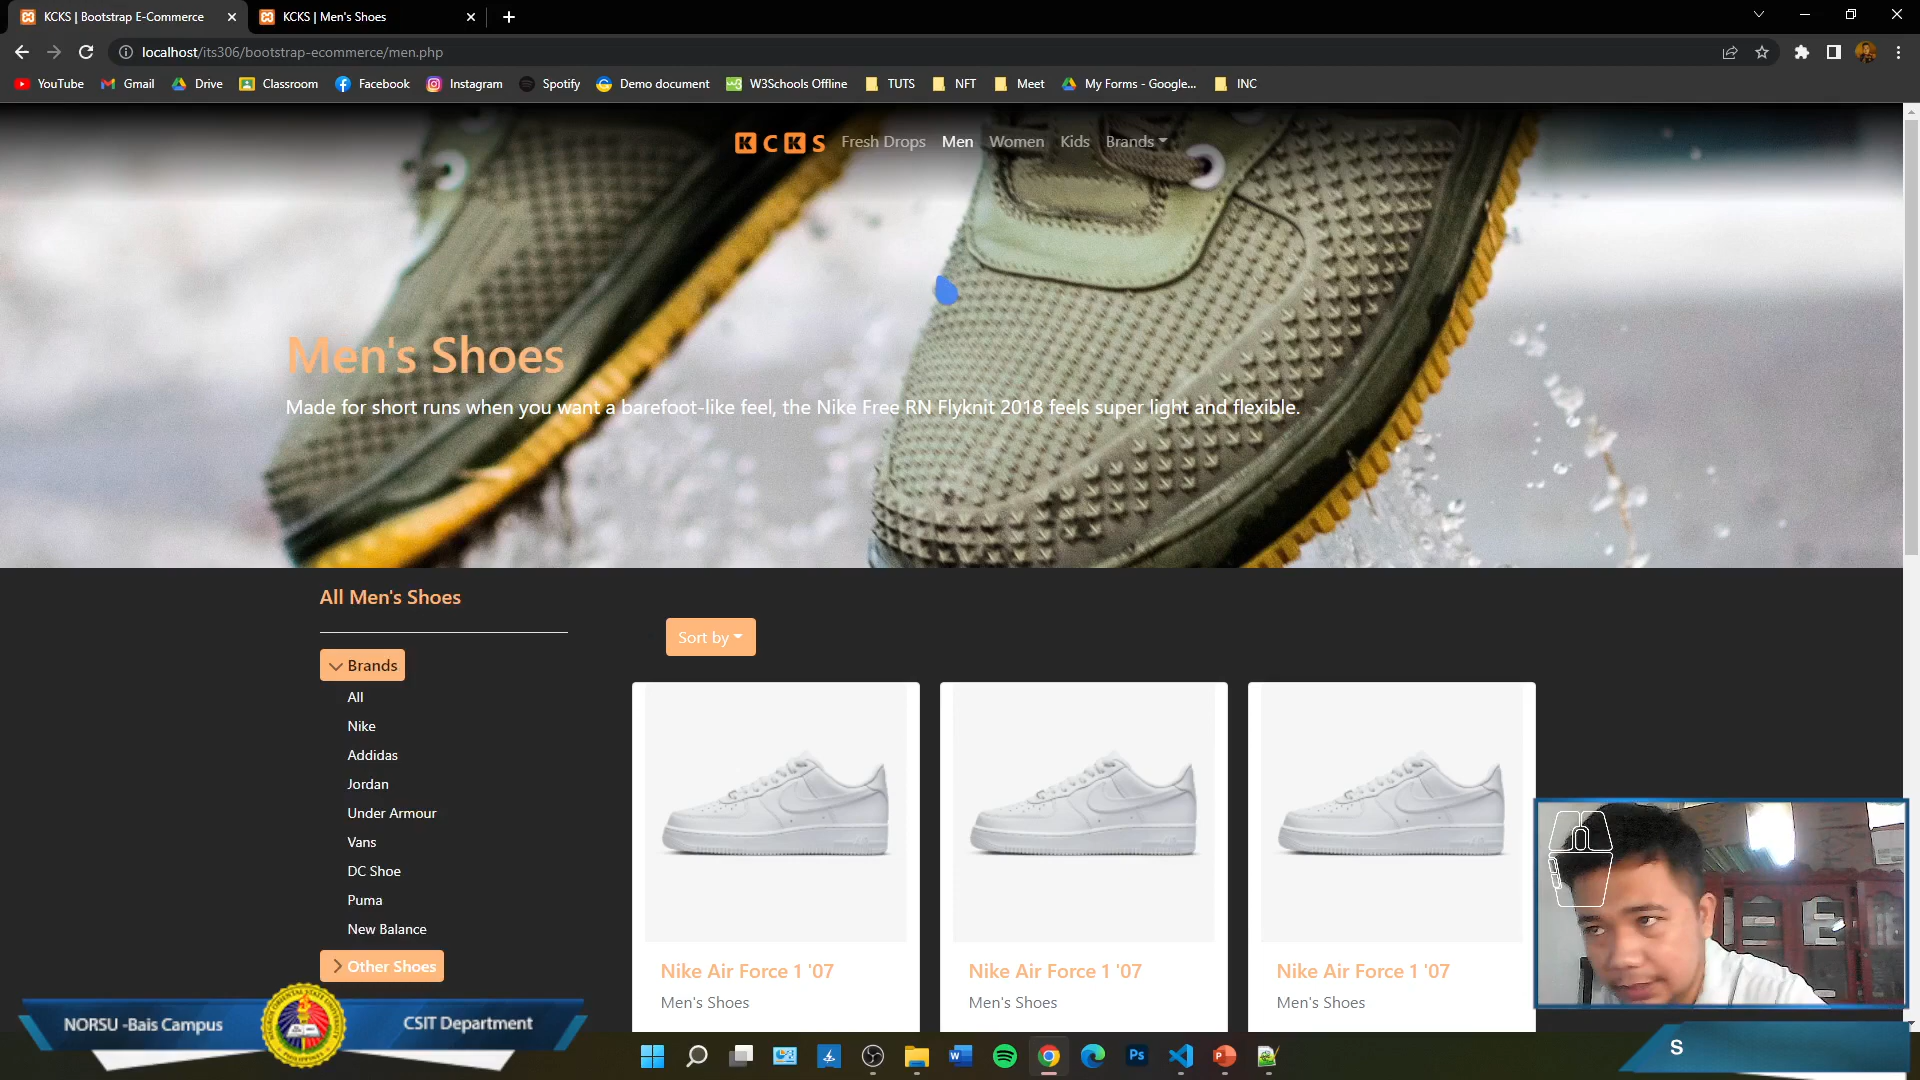 KCKS | Bootstrap E-Commerce
KCKS | Men's Shoes
localhost/its306/bootstrap-ecommerce/men.php
YouTube Gmail Drive Classroom Facebook Instagram Spotify Demo document W3Schools Offline TUTS NFT Meet My Forms - Google... INC
KCKS Fresh Drops Men Women Kids Brands
Men's Shoes
Made for short runs when you want a barefoot-like feel, the Nike Free RN Flyknit 2018 feels super light and flexible.
All Men's Shoes
Sort by
Brands
All
Nike
Addidas
Jordan
Under Armour
Vans
DC Shoe
Puma
New Balance
Other Shoes
Nike Air Force 1 '07
Men's Shoes
Nike Air Force 1 '07
Men's Shoes
Nike Air Force 1 '07
Men's Shoes
NORSU -Bais Campus
CSIT Department
S